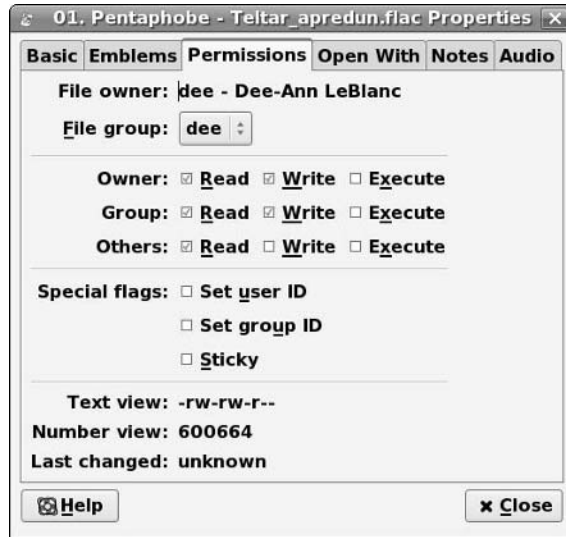 01. Pentaphobe - Teltar_apredun.flac Properties
Basic Emblems Permissions Open With Notes Audio
File owner: dee - Dee-Ann LeBlanc
File group: dee
Owner: Read Write Execute
Group: Read Write Execute
Others: Read Write Execute
Special flags: Set user ID
Set group ID
Sticky
Text view: -rw-rw-r--
Number view: 600664
Last changed: unknown
Help Close